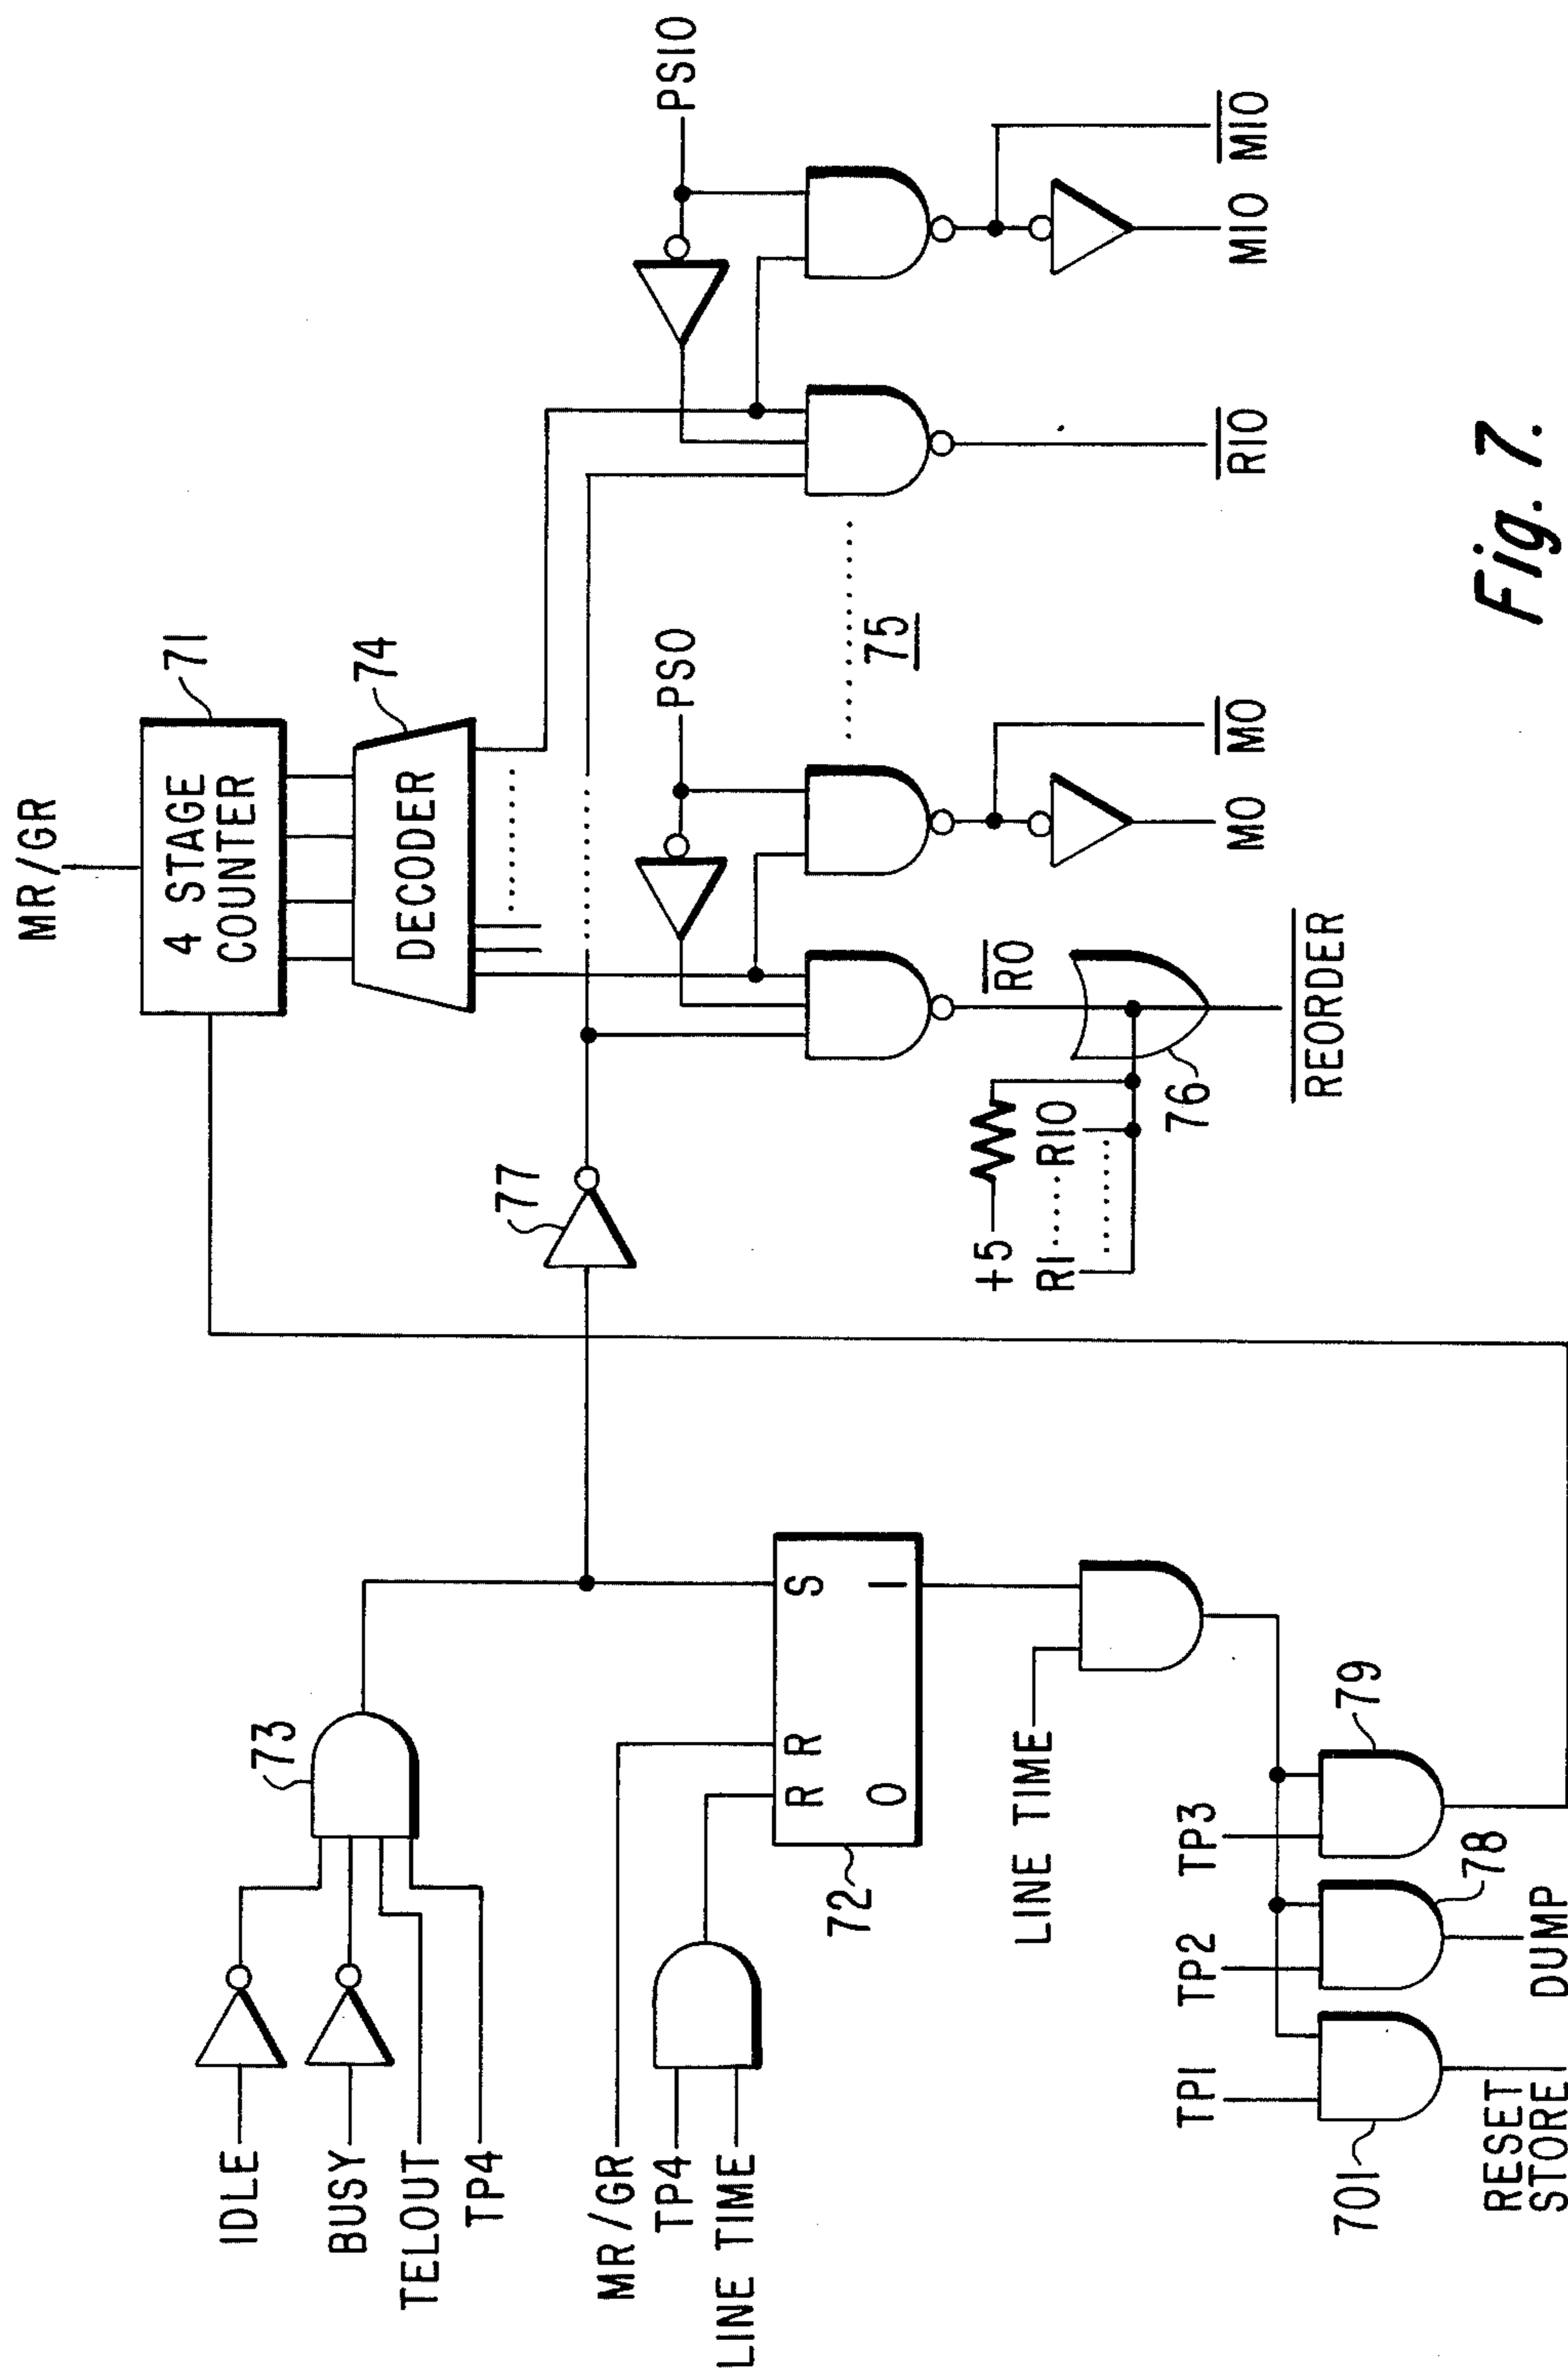 MR/GR
4 STAGE
COUNTER
71
DECODER
74
77
PSO
PSIO
75
RO
MO
MO
RIO
MIO
MIO
+5
RI RIO
76
REORDER
IDLE
BUSY
TELOUT
TP4
73
MR/GR
TP4
LINE TIME
R R S
O 1
72
LINE TIME
TP1
TP2
TP3
701
78
79
RESET
STORE
DUMP
Fig. 7.